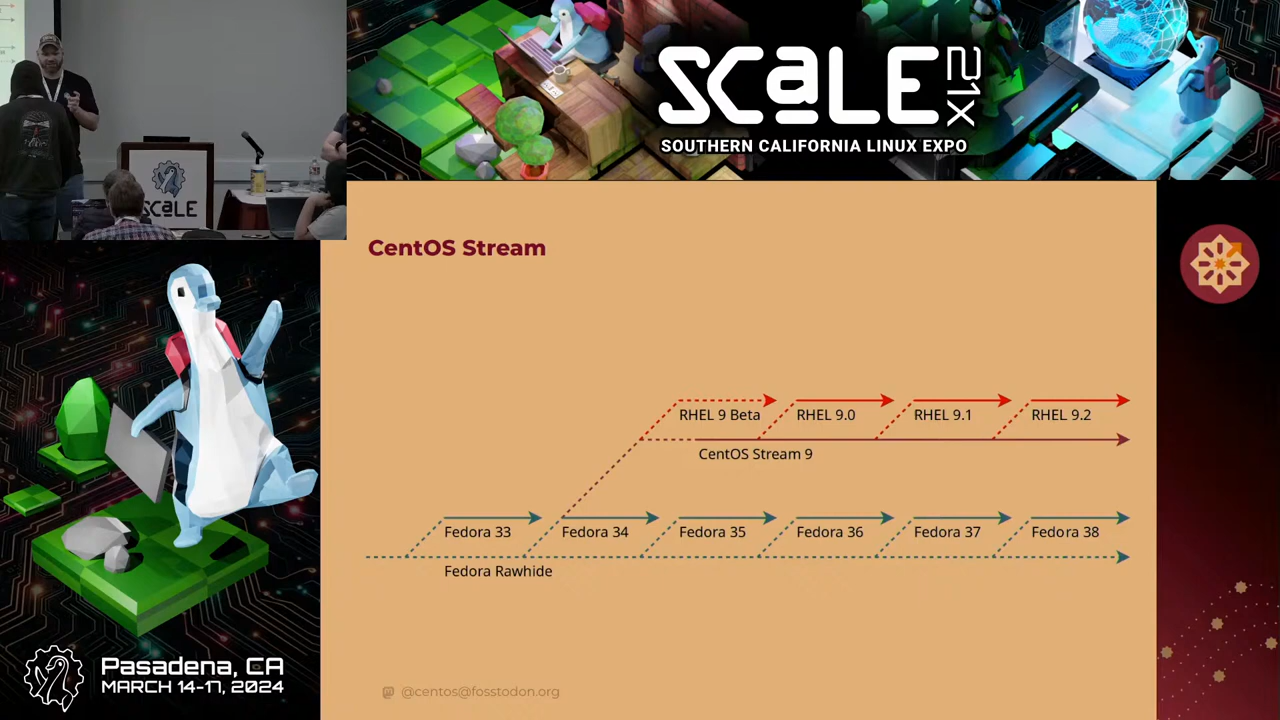 SCaLE 21X
SOUTHERN CALIFORNIA LINUX EXPO
SCaLE
CentOS Stream
RHEL 9 Beta
RHEL 9.0
RHEL 9.1
RHEL 9.2
CentOS Stream 9
Fedora 33
Fedora 34
Fedora 35
Fedora 36
Fedora 37
Fedora 38
Fedora Rawhide
@centos@fosstodon.org
Pasadena, CA
MARCH 14-17, 2024